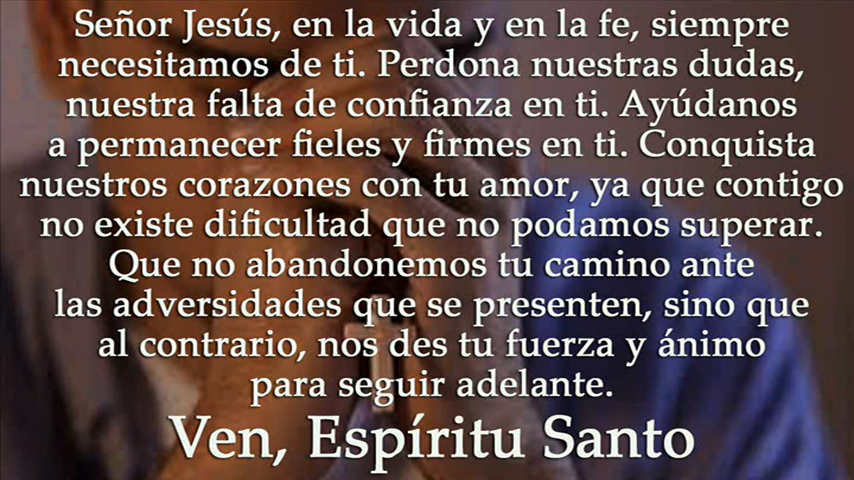 Señor Jesús, en la vida y en la fe, siempre
necesitamos de ti. Perdona nuestras dudas,
nuestra falta de confianza en ti. Ayúdanos
a permanecer fieles y firmes en ti. Conquista
nuestros corazones con tu amor, ya que contigo
no existe dificultad que no podamos superar.
Que no abandonemos tu camino ante
las adversidades que se presenten, sino que
al contrario, nos des tu fuerza y ánimo
para seguir adelante.
Ven, Espíritu Santo